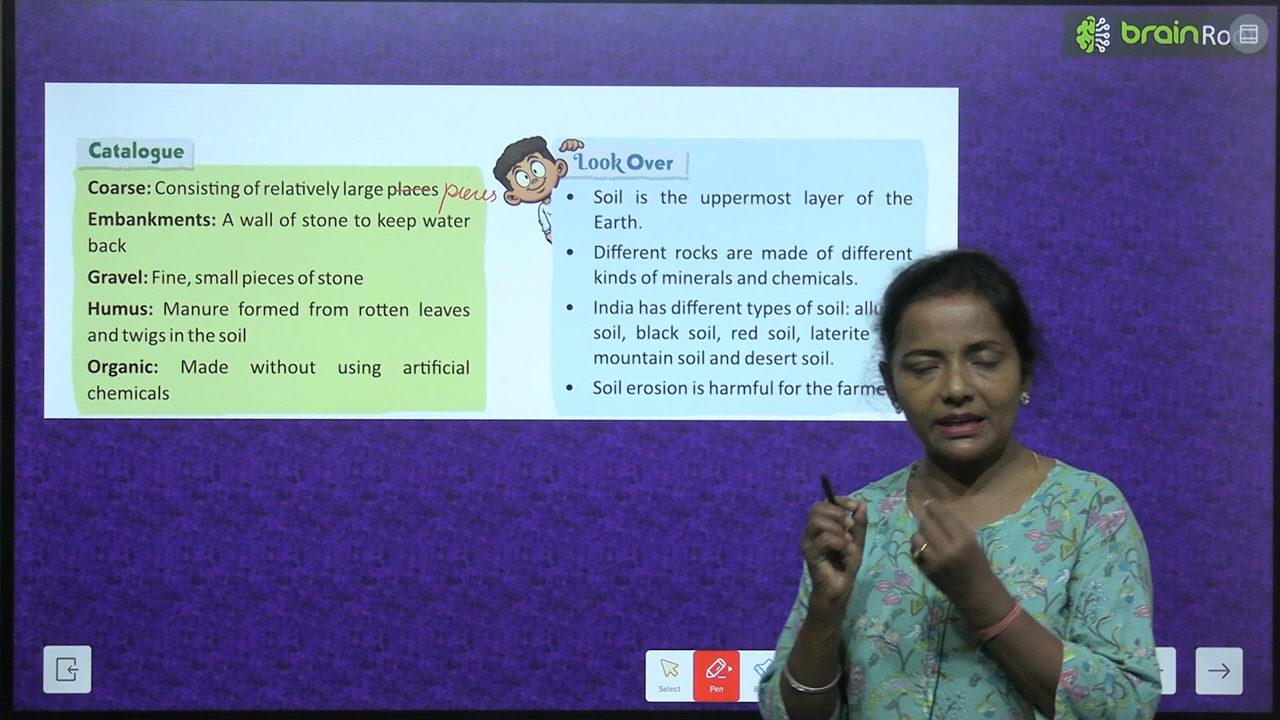 brainRo
Catalogue
Coarse: Consisting of relatively large places pieces
Embankments: A wall of stone to keep water
back
Gravel: Fine, small pieces of stone
Humus: Manure formed from rotten leaves
and twigs in the soil
Organic: Made without using artificial
chemicals
Look Over
• Soil is the uppermost layer of the
Earth.
• Different rocks are made of different
kinds of minerals and chemicals.
• India has different types of soil:
soil, black soil, red soil, laterite
mountain soil and desert soil.
• Soil erosion is harmful for the
Select
Pen